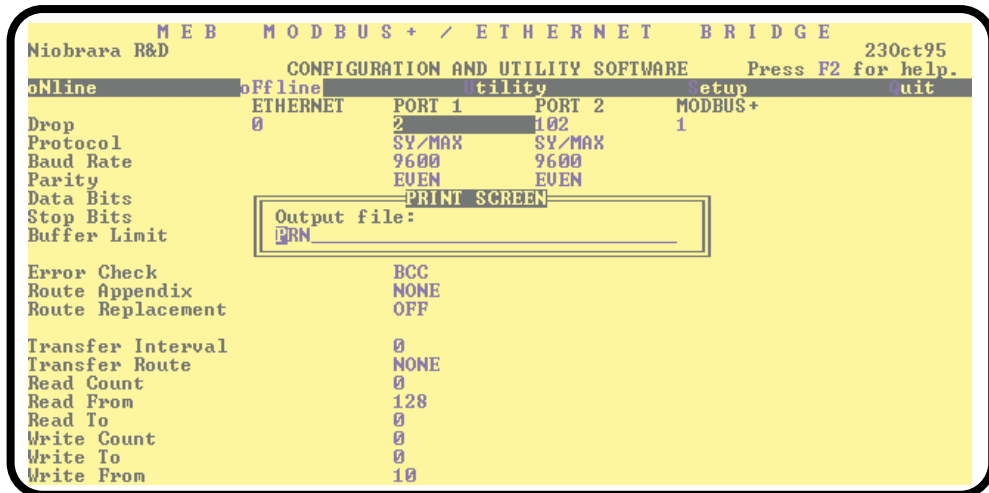 M E B   M O D B U S + / E T H E R N E T   B R I D G E
Niobrara R&D   23Oct95
CONFIGURATION AND UTILITY SOFTWARE   Press F2 for help.
oNline   oFfline   Utility   Setup   Quit
ETHERNET   PORT 1   PORT 2   MODBUS+
Drop   0   2   102   1
Protocol   SY/MAX   SY/MAX
Baud Rate   9600   9600
Parity   EVEN   EVEN
Data Bits   PRINT SCREEN
Stop Bits   Output file:
Buffer Limit   PRN
Error Check   BCC
Route Appendix   NONE
Route Replacement   OFF
Transfer Interval   0
Transfer Route   NONE
Read Count   0
Read From   128
Read To   0
Write Count   0
Write To   0
Write From   10